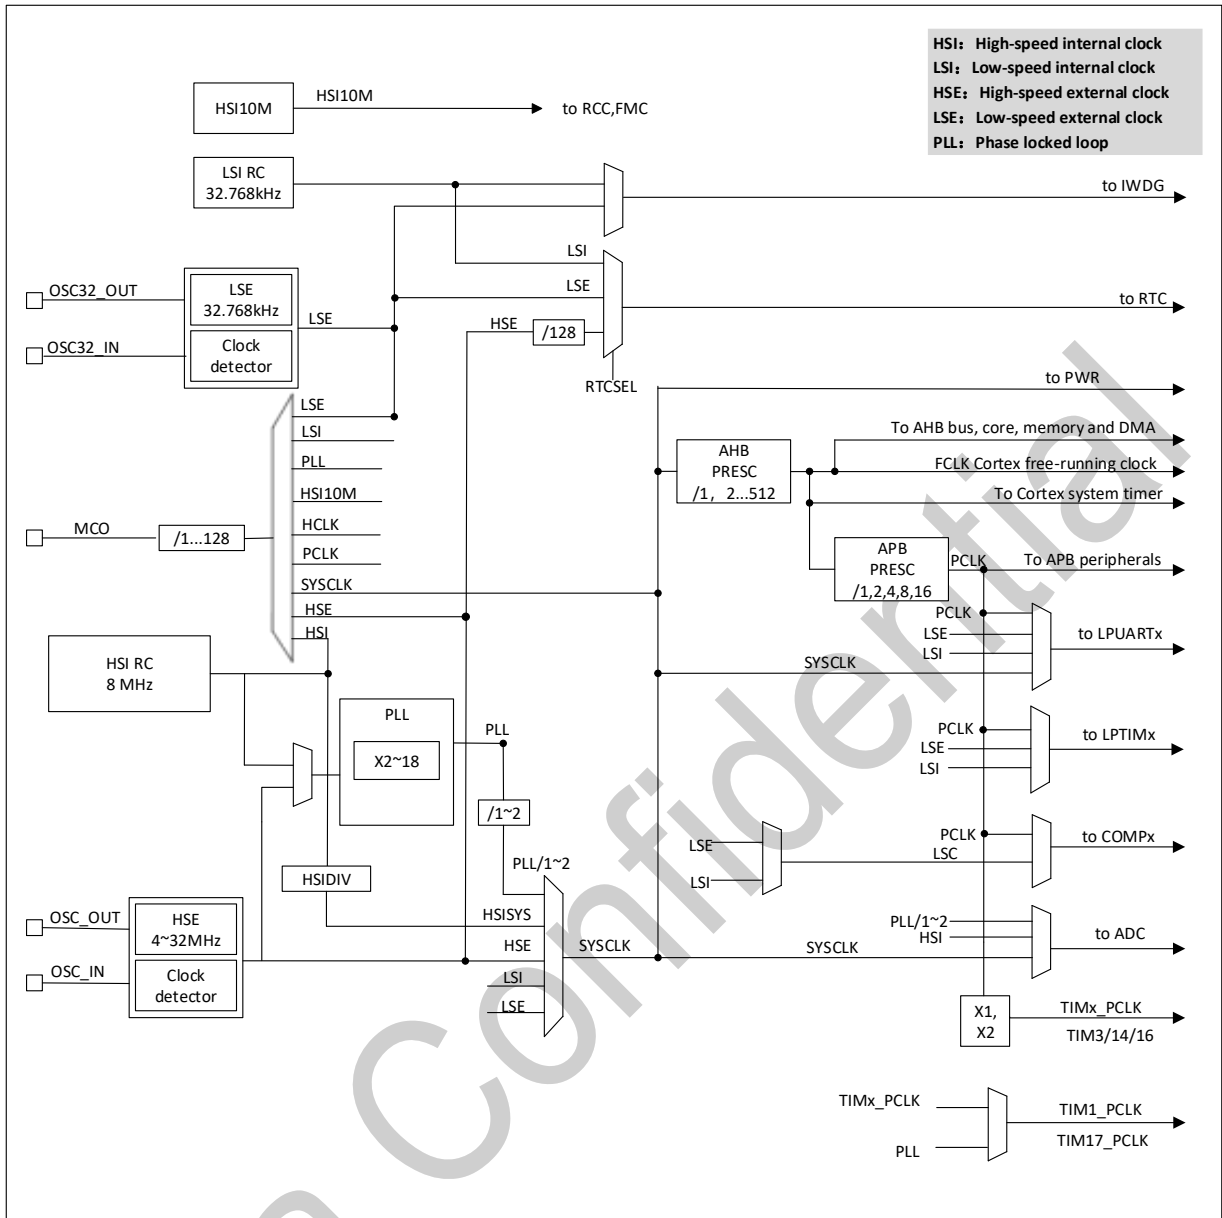 HSI：High-speed internal clock
LSI：Low-speed internal clock
HSE：High-speed external clock
LSE：Low-speed external clock
PLL：Phase locked loop
HSI10M
HSI10M
to RCC,FMC
LSI RC
32.768kHz
to IWDG
LSI
OSC32_OUT
LSE
32.768kHz
LSE
LSE
to RTC
HSE
/128
OSC32_IN
Clock
detector
RTCSEL
to PWR
LSE
LSI
PLL
HSI10M
HCLK
PCLK
SYSCLK
HSE
HSI
MCO
/1...128
AHB
PRESC
/1, 2...512
To AHB bus, core, memory and DMA
FCLK Cortex free-running clock
To Cortex system timer
APB
PRESC
/1,2,4,8,16
PCLK
To APB peripherals
PCLK
LSE
LSI
SYSCLK
to LPUARTx
HSI RC
8 MHz
PLL
X2~18
PLL
/1~2
PCLK
LSE
LSI
to LPTIMx
PCLK
LSC
to COMPx
LSE
LSI
HSIDIV
PLL/1~2
HSISYS
HSE
LSI
LSE
SYSCLK
OSC_OUT
HSE
4~32MHz
OSC_IN
Clock
detector
PLL/1~2
HSI
SYSCLK
to ADC
X1,
X2
TIMx_PCLK
TIM3/14/16
TIMx_PCLK
PLL
TIM1_PCLK
TIM17_PCLK
Confidential